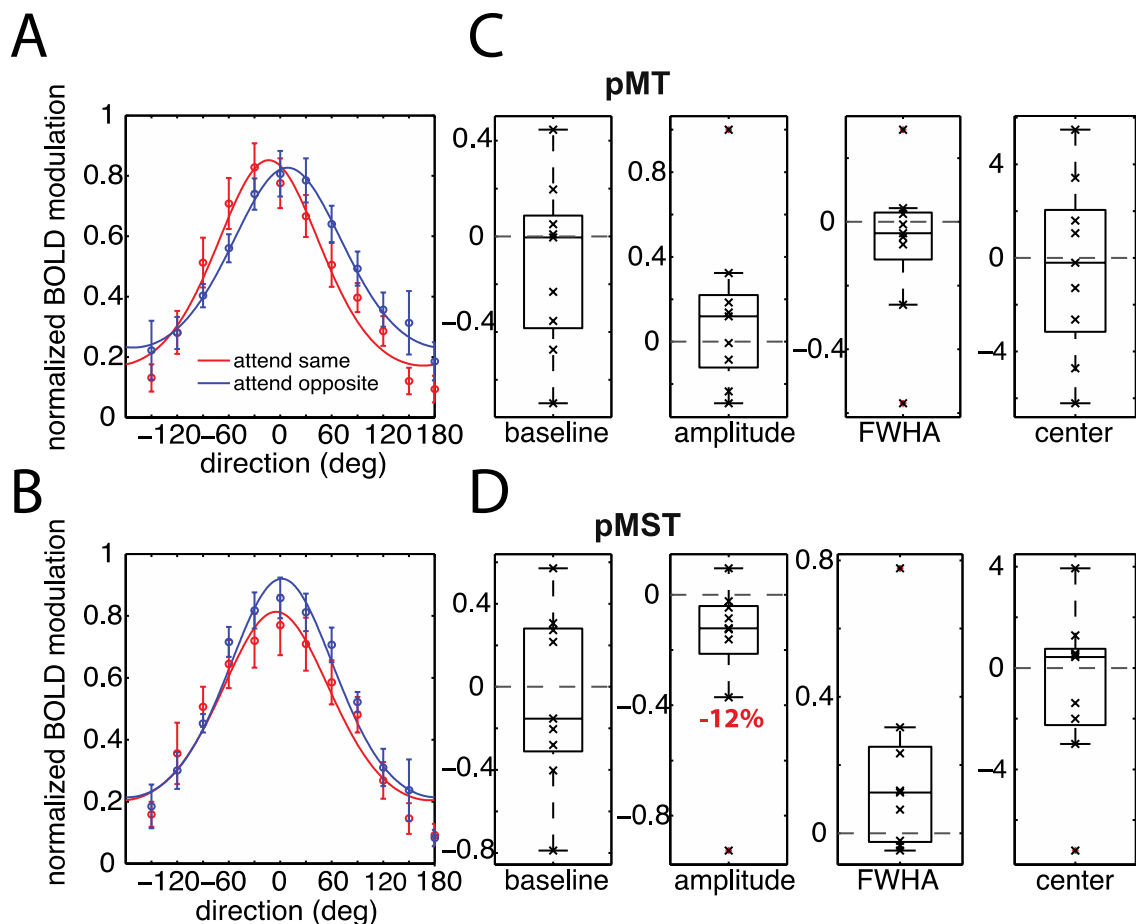 A
C
pMT
normalized BOLD modulation
1
0.8
0.6
0.4
0.2
0
attend same
attend opposite
−120 −60 0 60 120 180
direction (deg)
0.4
0
−0.4
baseline
0.4
0
amplitude
0
−0.4
FWHA
4
0
−4
center
B
D
pMST
normalized BOLD modulation
1
0.8
0.6
0.4
0.2
0
−120 −60 0 60 120 180
direction (deg)
0.4
0
−0.4
−0.8
baseline
0
−0.4
−0.8
-12%
amplitude
0.8
0.4
0
FWHA
4
0
−4
center